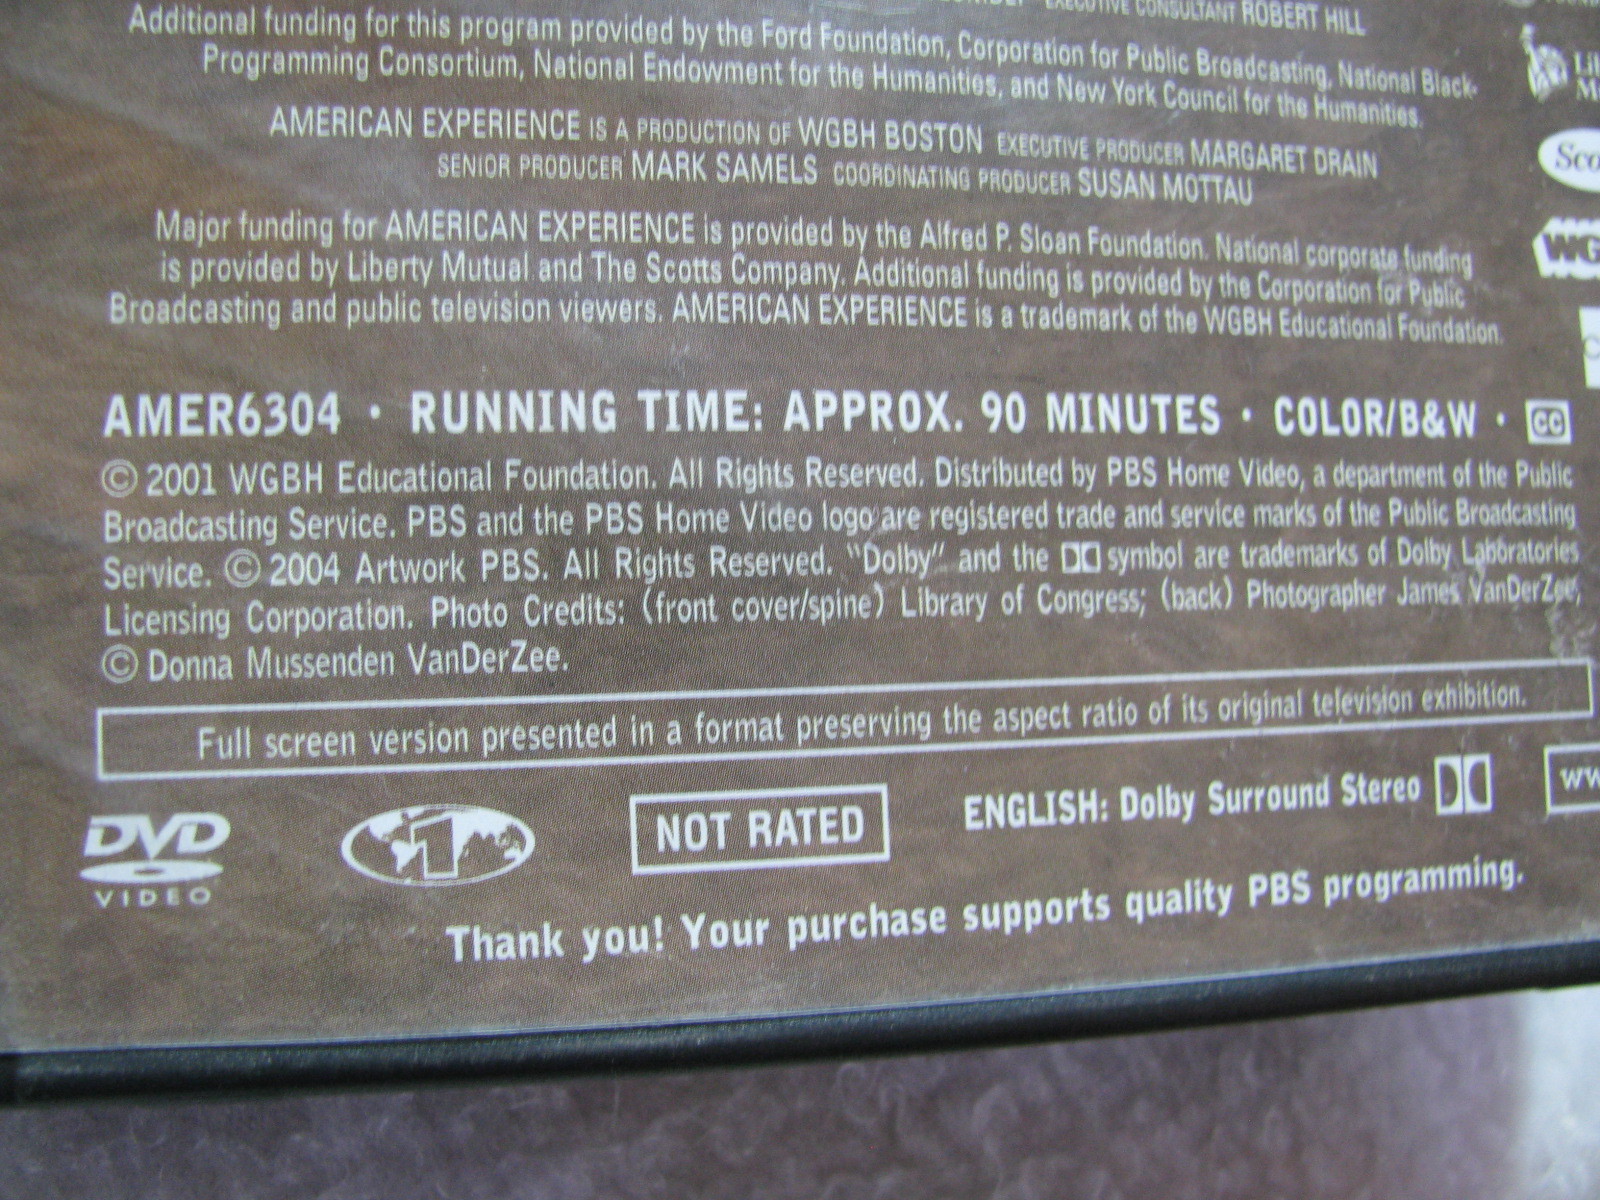 EXECUTIVE CONSULTANT ROBERT HILL
Additional funding for this program provided by the Ford Foundation, Corporation for Public Broadcasting, National Black
Programming Consortium, National Endowment for the Humanities, and New York Council for the Humanities.
AMERICAN EXPERIENCE IS A PRODUCTION OF WGBH BOSTON EXECUTIVE PRODUCER MARGARET DRAIN
SENIOR PRODUCER MARK SAMELS COORDINATING PRODUCER SUSAN MOTTAU
Major funding for AMERICAN EXPERIENCE is provided by the Alfred P. Sloan Foundation. National corporate funding
is provided by Liberty Mutual and The Scotts Company. Additional funding is provided by the Corporation for Public
Broadcasting and public television viewers. AMERICAN EXPERIENCE is a trademark of the WGBH Educational Foundation.
AMER6304 · RUNNING TIME: APPROX. 90 MINUTES · COLOR/B&W · CC
© 2001 WGBH Educational Foundation. All Rights Reserved. Distributed by PBS Home Video, a department of the Public
Broadcasting Service. PBS and the PBS Home Video logo are registered trade and service marks of the Public Broadcasting
Service. © 2004 Artwork PBS. All Rights Reserved. "Dolby" and the symbol are trademarks of Dolby Laboratories
Licensing Corporation. Photo Credits: (front cover/spine) Library of Congress; (back) Photographer James VanDerZee,
© Donna Mussenden VanDerZee.
Full screen version presented in a format preserving the aspect ratio of its original television exhibition.
DVD
VIDEO
1
NOT RATED
ENGLISH: Dolby Surround Stereo
Thank you! Your purchase supports quality PBS programming.
Sco
WG
ww